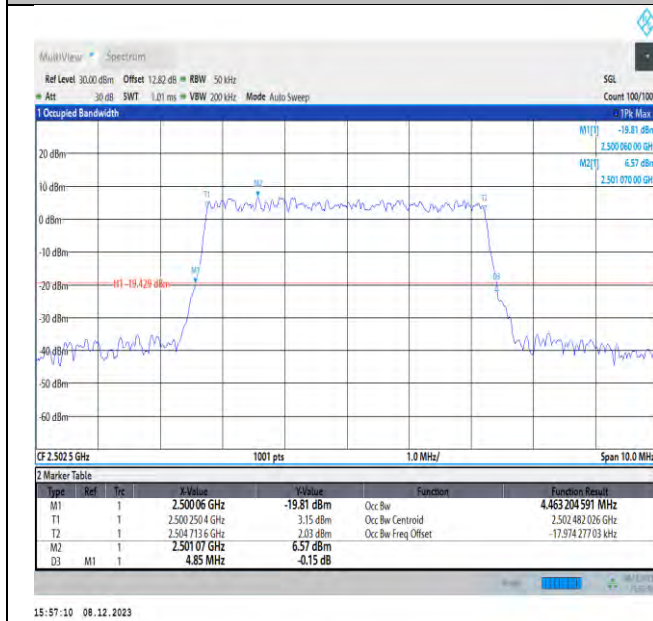 MultiView Spectrum
Ref Level 30.00 dBm Offset 12.82 dB RBW 50 kHz SGL
Att 30 dB SWT 1.01 ms VBW 200 kHz Mode Auto Sweep Count 100/100
1 Occupied Bandwidth 1Pk Max
M1[1] -19.81 dBm
2.500 060 00 GH
20 dBm
M2[1] 6.57 dBm
2.501 070 00 GH
10 dBm
T1 M2 T2
0 dBm
-10 dBm
M1 D3
-20 dBm H1 -19.429 dBm
-30 dBm
-40 dBm
-50 dBm
-60 dBm
CF 2.502 5 GHz 1001 pts 1.0 MHz/ Span 10.0 MHz
2 Marker Table
Type Ref Trc X-Value Y-Value Function Function Result
M1 1 2.500 06 GHz -19.81 dBm Occ Bw 4.463 204 591 MHz
T1 1 2.500 250 4 GHz 3.15 dBm Occ Bw Centroid 2.502 482 026 GHz
T2 1 2.504 713 6 GHz 2.03 dBm Occ Bw Freq Offset -17.974 277 03 kHz
M2 1 2.501 07 GHz 6.57 dBm
D3 M1 1 4.85 MHz -0.15 dB
15:57:10 08.12.2023